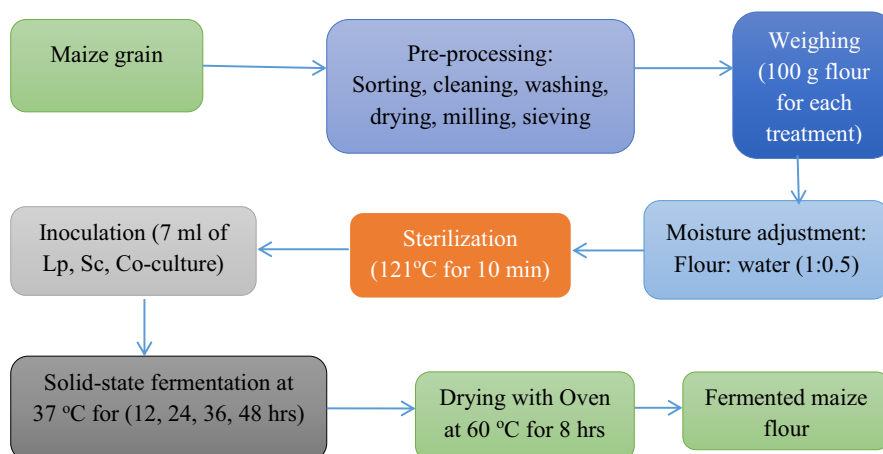 Maize grain
Pre-processing:
Sorting, cleaning, washing,
drying, milling, sieving
Weighing
(100 g flour
for each
treatment)
Moisture adjustment:
Flour: water (1:0.5)
Sterilization
(121°C for 10 min)
Inoculation (7 ml of
Lp, Sc, Co-culture)
Solid-state fermentation at
37 °C for (12, 24, 36, 48 hrs)
Drying with Oven
at 60 °C for 8 hrs
Fermented maize
flour